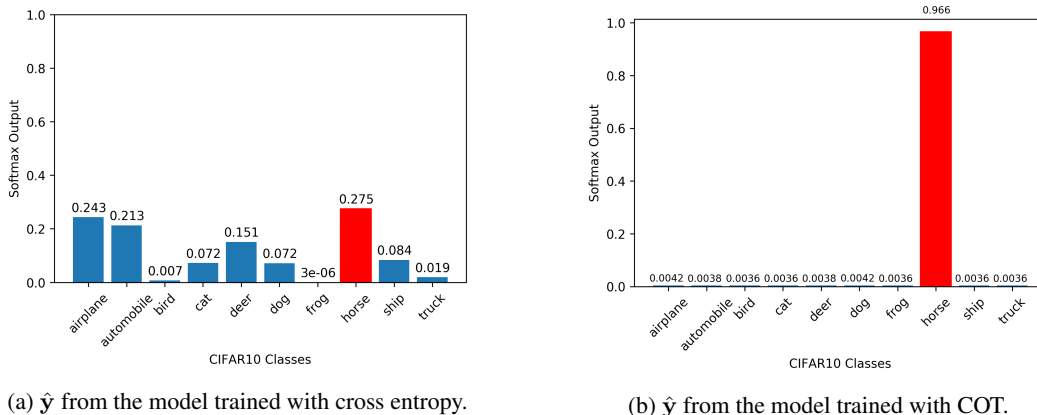 1.0
0.8
0.6
0.4
0.2
0.0
Softmax Output
0.243
0.213
0.007
0.072
0.151
0.072
3e-06
0.275
0.084
0.019
airplane
automobile
bird
cat
deer
dog
frog
horse
ship
truck
CIFAR10 Classes
(a) ŷ from the model trained with cross entropy.
0.966
1.0
0.8
0.6
0.4
0.2
0.0
Softmax Output
0.0042
0.0038
0.0036
0.0036
0.0038
0.0042
0.0036
0.0036
0.0036
airplane
automobile
bird
cat
deer
dog
frog
horse
ship
truck
CIFAR10 Classes
(b) ŷ from the model trained with COT.